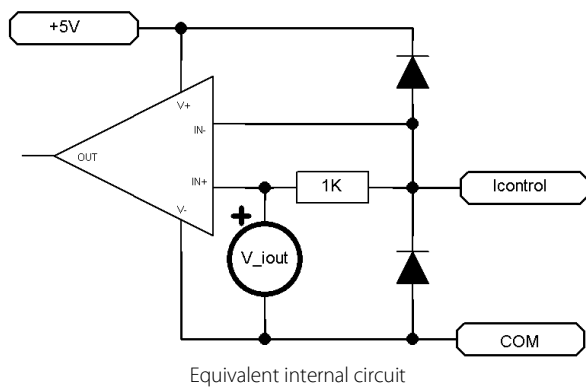 +5V
V+
IN-
OUT
IN+
1K
Icontrol
V-
+
V_iout
COM
Equivalent internal circuit